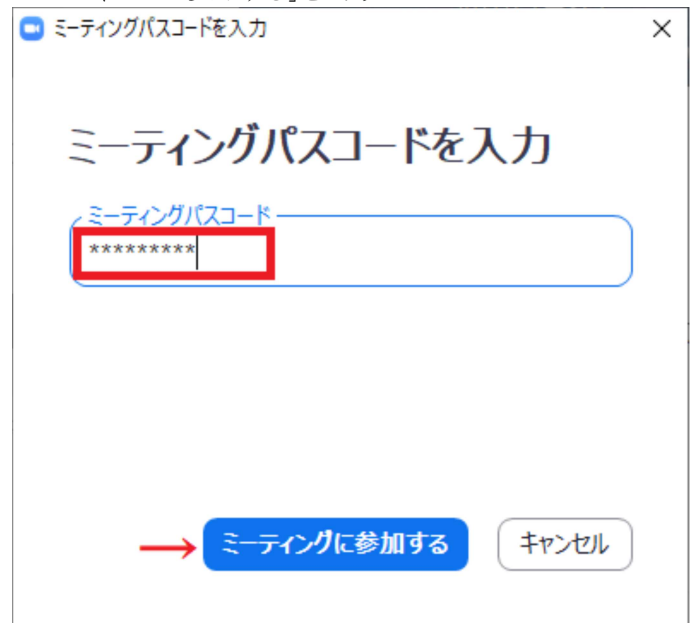 ミーティングパスコードを入力
ミーティングパスコードを入力
ミーティングパスコード
*********
ミーティングに参加する
キャンセル